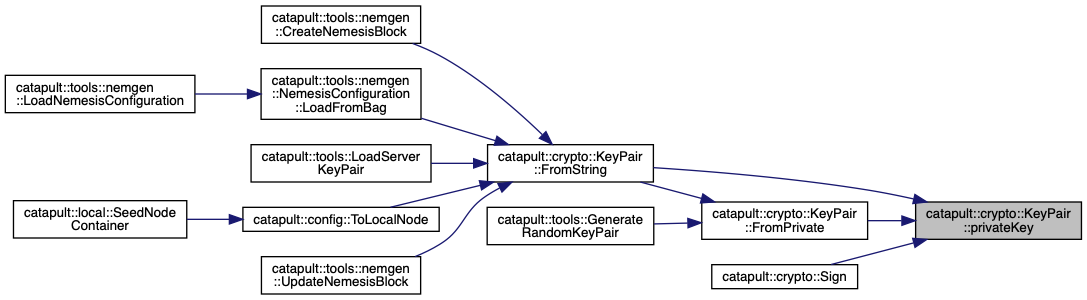 catapult::tools::nemgen
::CreateNemesisBlock
catapult::tools::nemgen
::LoadNemesisConfiguration
catapult::tools::nemgen
::NemesisConfiguration
::LoadFromBag
catapult::tools::LoadServer
KeyPair
catapult::crypto::KeyPair
::FromString
catapult::local::SeedNode
Container
catapult::config::ToLocalNode
catapult::tools::Generate
RandomKeyPair
catapult::crypto::KeyPair
::FromPrivate
catapult::crypto::KeyPair
::privateKey
catapult::tools::nemgen
::UpdateNemesisBlock
catapult::crypto::Sign